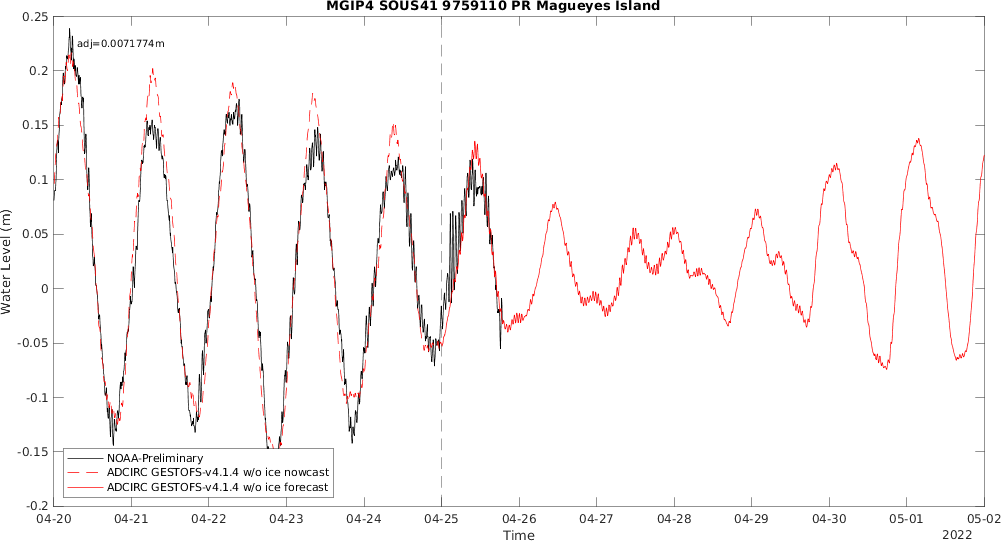 MGIP4 SOUS41 9759110 PR Magueyes Island
adj=0.0071774m
Water Level (m)
0.25
0.2
0.15
0.1
0.05
0
-0.05
-0.1
-0.15
-0.2
NOAA-Preliminary
ADCIRC GESTOFS-v4.1.4 w/o ice nowcast
ADCIRC GESTOFS-v4.1.4 w/o ice forecast
04-20 04-21 04-22 04-23 04-24 04-25 04-26 04-27 04-28 04-29 04-30 05-01 05-02
Time
2022